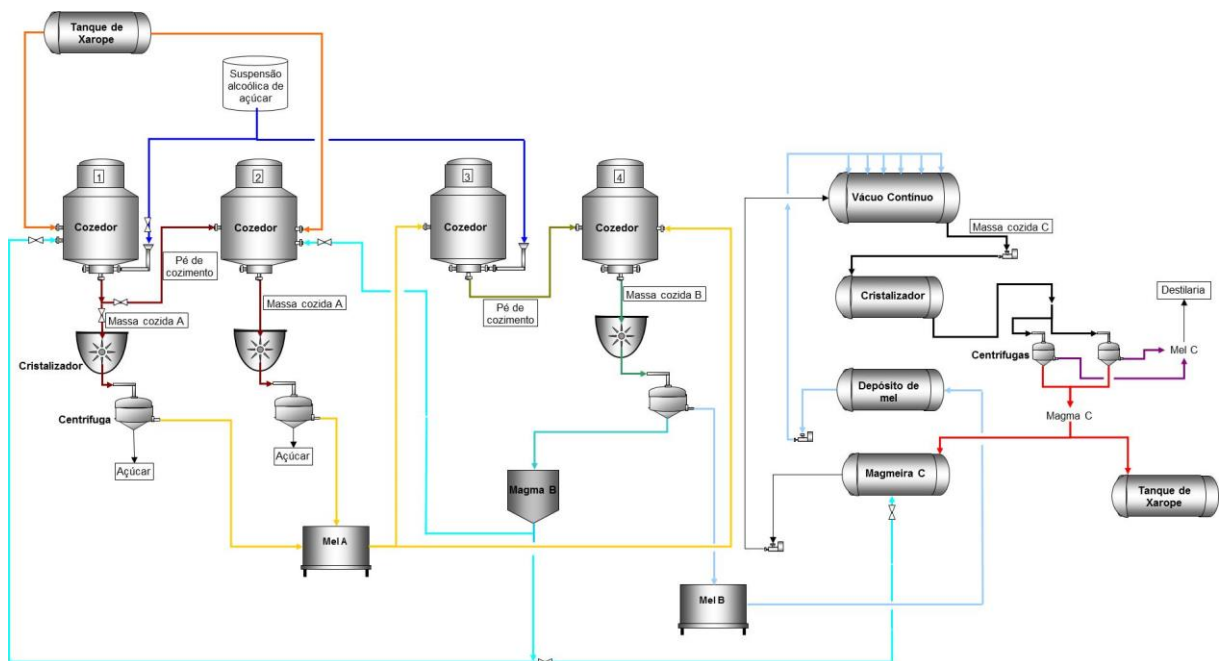 Tanque de
Xarope
Suspensão
alcoólica de
açúcar
1
2
3
4
Cozedor
Cozedor
Cozedor
Cozedor
Vácuo Contínuo
Massa cozida C
Pé de
cozimento
Massa cozida A
Massa cozida A
Pé de
cozimento
Massa cozida B
Cristalizador
Destilaria
Cristalizador
Centrífugas
Mel C
Depósito de
mel
Centrífuga
Magma C
Açúcar
Açúcar
Magma B
Magmeira C
Tanque de
Xarope
Mel A
Mel B